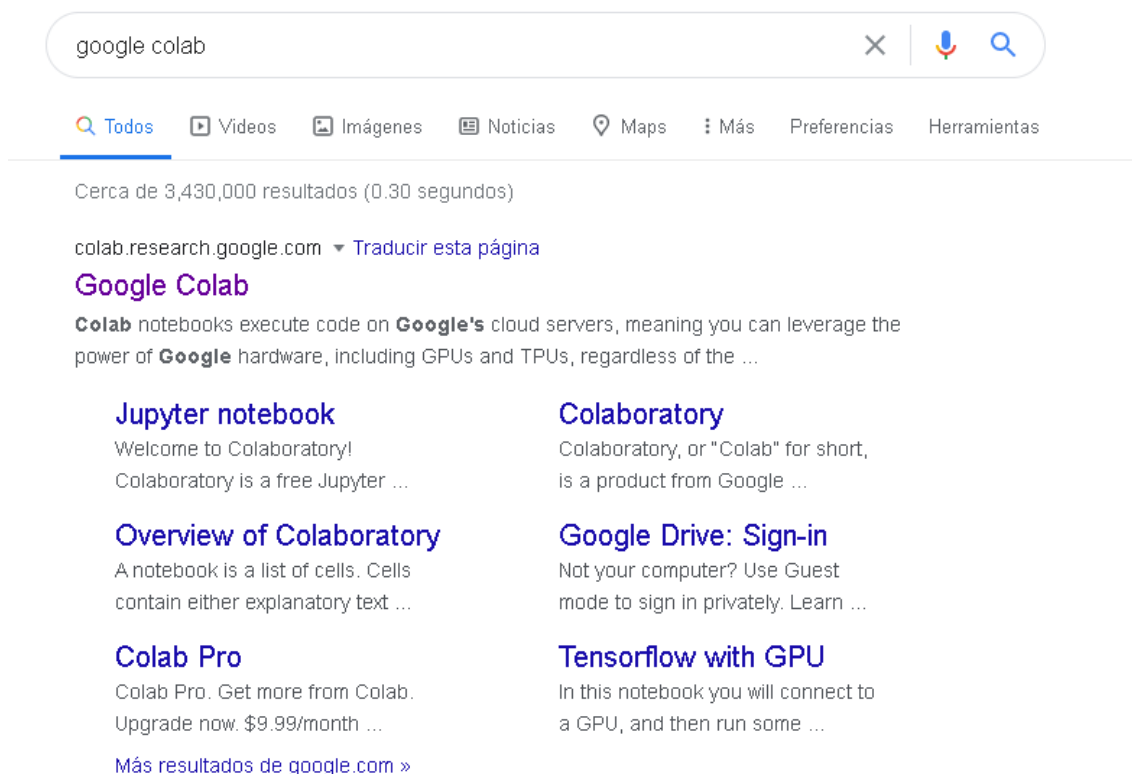 google colab
Todos Videos Imágenes Noticias Maps Más Preferencias Herramientas
Cerca de 3,430,000 resultados (0.30 segundos)
colab.research.google.com Traducir esta página
Google Colab
Colab notebooks execute code on Google's cloud servers, meaning you can leverage the
power of Google hardware, including GPUs and TPUs, regardless of the ...
Jupyter notebook
Welcome to Colaboratory!
Colaboratory is a free Jupyter ...
Colaboratory
Colaboratory, or "Colab" for short,
is a product from Google ...
Overview of Colaboratory
A notebook is a list of cells. Cells
contain either explanatory text ...
Google Drive: Sign-in
Not your computer? Use Guest
mode to sign in privately. Learn ...
Colab Pro
Colab Pro. Get more from Colab.
Upgrade now. $9.99/month ...
Tensorflow with GPU
In this notebook you will connect to
a GPU, and then run some ...
Más resultados de google.com »